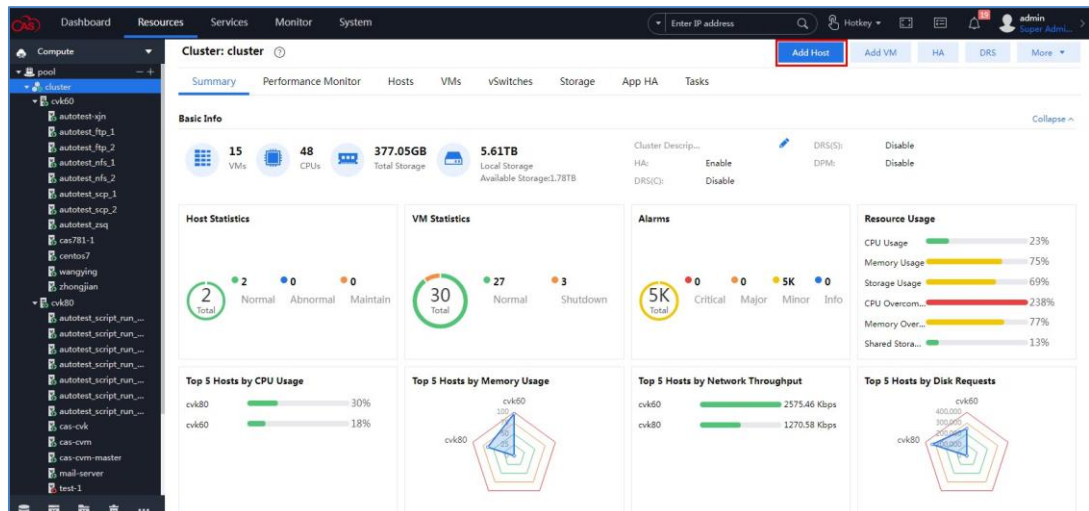 CAS Dashboard Resources Services Monitor System Enter IP address Hotkey 18 admin
Super Admi...
Compute
pool
cluster
cvk60
autotest-xjn
autotest_ftp_1
autotest_ftp_2
autotest_nfs_1
autotest_nfs_2
autotest_scp_1
autotest_scp_2
autotest_zsq
cas781-1
centos7
wangying
zhongjian
cvk80
autotest_script_run_...
autotest_script_run_...
autotest_script_run_...
autotest_script_run_...
autotest_script_run_...
autotest_script_run_...
autotest_script_run_...
cas-cvk
cas-cvm
cas-cvm-master
mail-server
test-1
Cluster: cluster Add Host Add VM HA DRS More
Summary Performance Monitor Hosts VMs vSwitches Storage App HA Tasks
Basic Info Collapse
15 VMs
48 CPUs
377.05GB
Total Storage
5.61TB
Local Storage
Available Storage:1.78TB
Cluster Descrip...
HA: Enable
DRS(C): Disable
DRS(S): Disable
DPM: Disable
Host Statistics
2 Total
2 Normal
0 Abnormal
0 Maintain
VM Statistics
30 Total
27 Normal
3 Shutdown
Alarms
5K Total
0 Critical
0 Major
5K Minor
0 Info
Resource Usage
CPU Usage 23%
Memory Usage 75%
Storage Usage 69%
CPU Overcom... 238%
Memory Over... 77%
Shared Stora... 13%
Top 5 Hosts by CPU Usage
cvk80 30%
cvk60 18%
Top 5 Hosts by Memory Usage
cvk60
100
cvk80
Top 5 Hosts by Network Throughput
cvk60 2575.46 Kbps
cvk80 1270.58 Kbps
Top 5 Hosts by Disk Requests
cvk60
400,000
300,000
200,000
cvk80